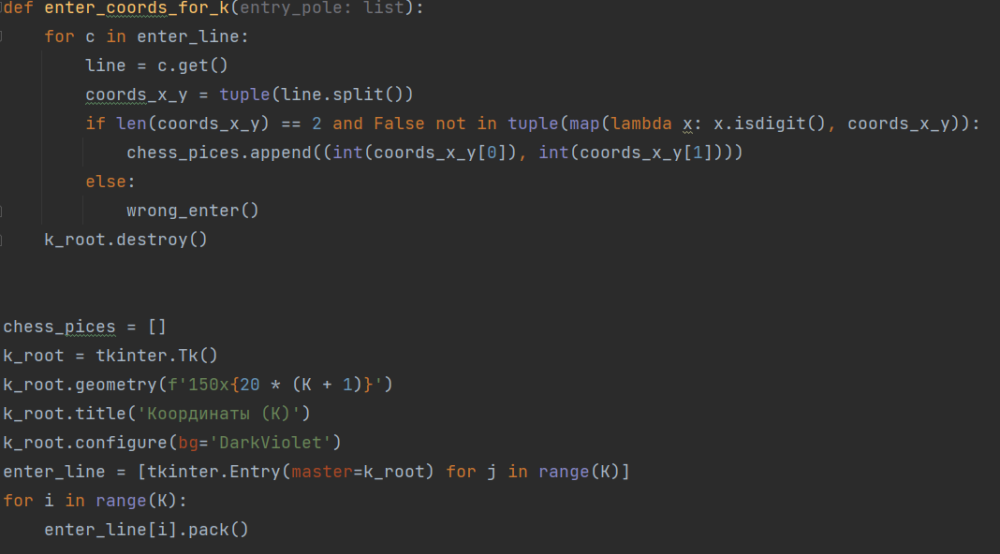 def enter_coords_for_k(entry_pole: list):
    for c in enter_line:
        line = c.get()
        coords_x_y = tuple(line.split())
        if len(coords_x_y) == 2 and False not in tuple(map(lambda x: x.isdigit(), coords_x_y)):
            chess_pices.append((int(coords_x_y[0]), int(coords_x_y[1])))
        else:
            wrong_enter()
    k_root.destroy()
chess_pices = []
k_root = tkinter.Tk()
k_root.geometry(f'150x{20 * (K + 1)}')
k_root.title('Координаты (K)')
k_root.configure(bg='DarkViolet')
enter_line = [tkinter.Entry(master=k_root) for j in range(K)]
for i in range(K):
    enter_line[i].pack()